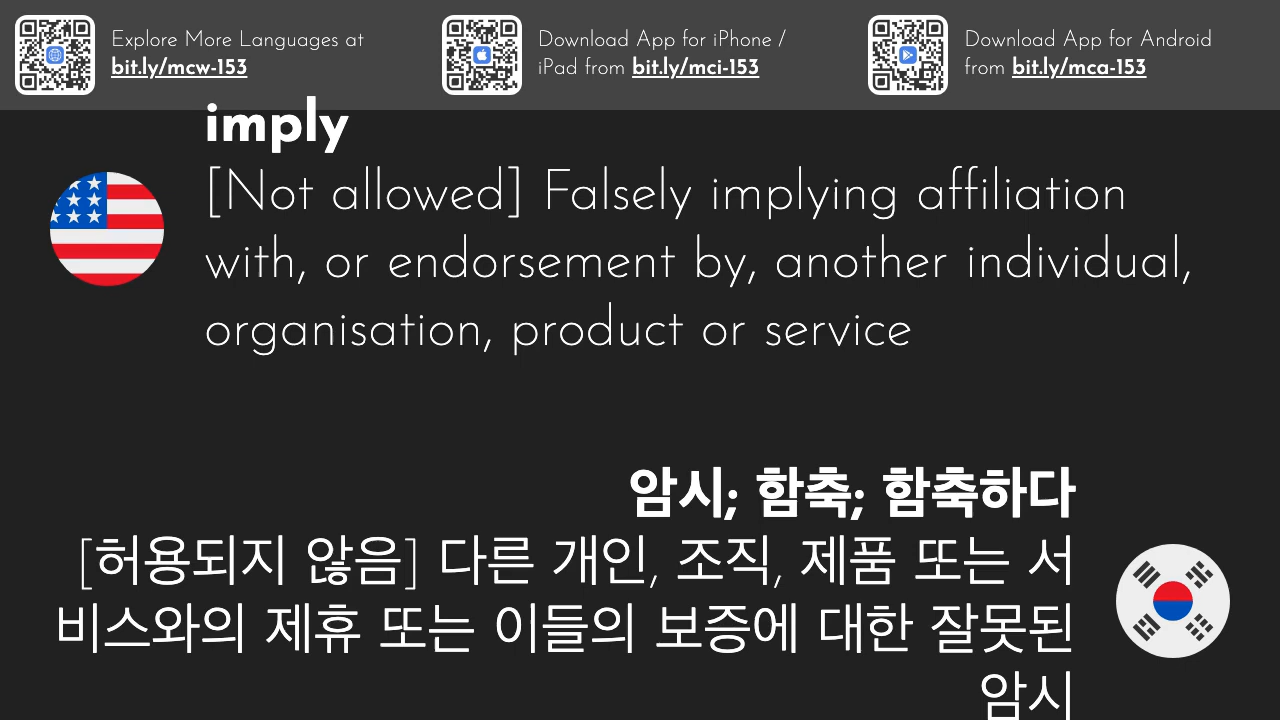 Explore More Languages at
bit.ly/mcw-153
Download App for iPhone /
iPad from bit.ly/mci-153
Download App for Android
from bit.ly/mca-153
imply
[Not allowed] Falsely implying affiliation
with, or endorsement by, another individual,
organisation, product or service
암시; 함축; 함축하다
[허용되지 않음] 다른 개인, 조직, 제품 또는 서
비스와의 제휴 또는 이들의 보증에 대한 잘못된
암시